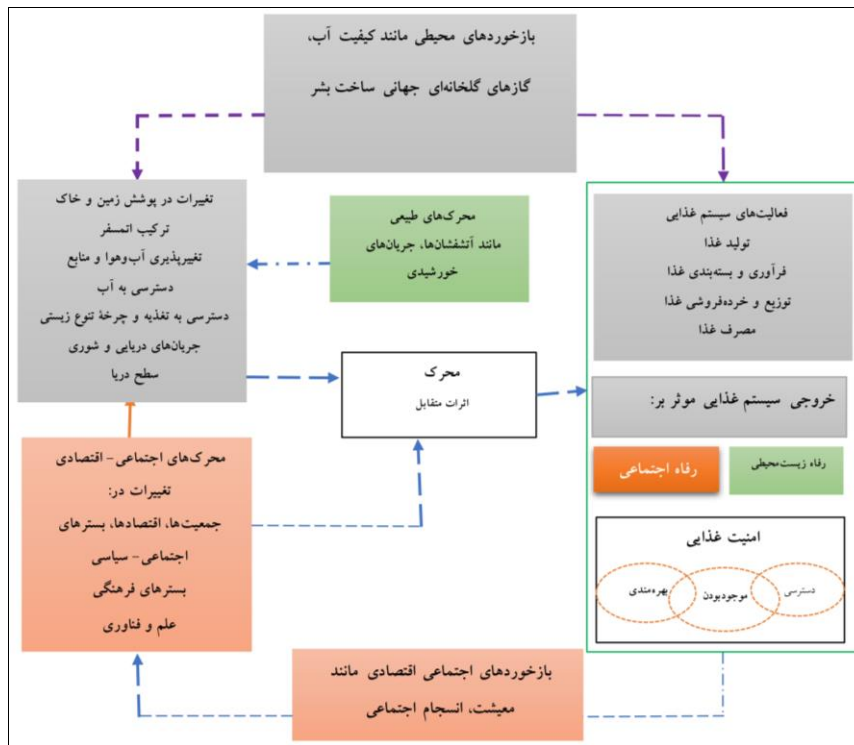 بازخوردهای محیطی مانند کیفیت آب،
گازهای گلخانه‌ای جهانی ساخت بشر
تغییرات در پوشش زمین و خاک
ترکیب اتمسفر
تغییرپذیری آب‌وهوا و منابع
دسترسی به آب
دسترسی به تغذیه و چرخۀ تنوع زیستی
جریان‌های دریایی و شوری
سطح دریا
محرک‌های طبیعی
مانند آتشفشان‌ها، جریان‌های
خورشیدی
فعالیت‌های سیستم غذایی
تولید غذا
فرآوری و بسته‌بندی غذا
توزیع و خرده‌فروشی غذا
مصرف غذا
محرک
اثرات متقابل
خروجی سیستم غذایی موثر بر:
رفاه زیست‌محیطی
رفاه اجتماعی
محرک‌های اجتماعی- اقتصادی
تغییرات در:
جمعیت‌ها، اقتصادها، بسترهای
اجتماعی- سیاسی
بسترهای فرهنگی
علم و فناوری
امنیت غذایی
دسترسی
موجودبودن
بهره‌مندی
بازخوردهای اجتماعی اقتصادی مانند
معیشت، انسجام اجتماعی